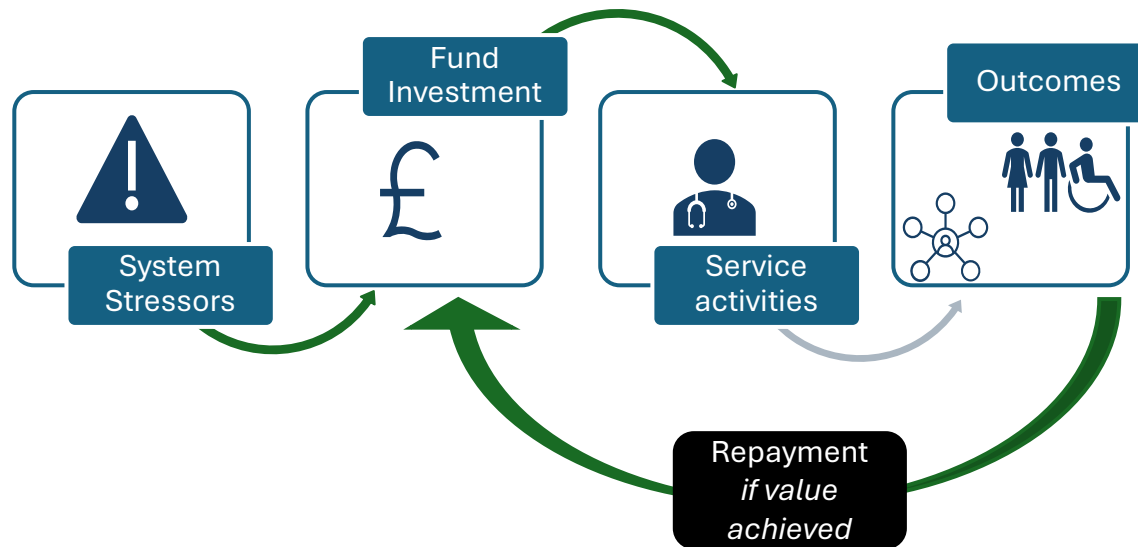 System
Stressors
Fund
Investment
£
Service
activities
Outcomes
Repayment
if value
achieved